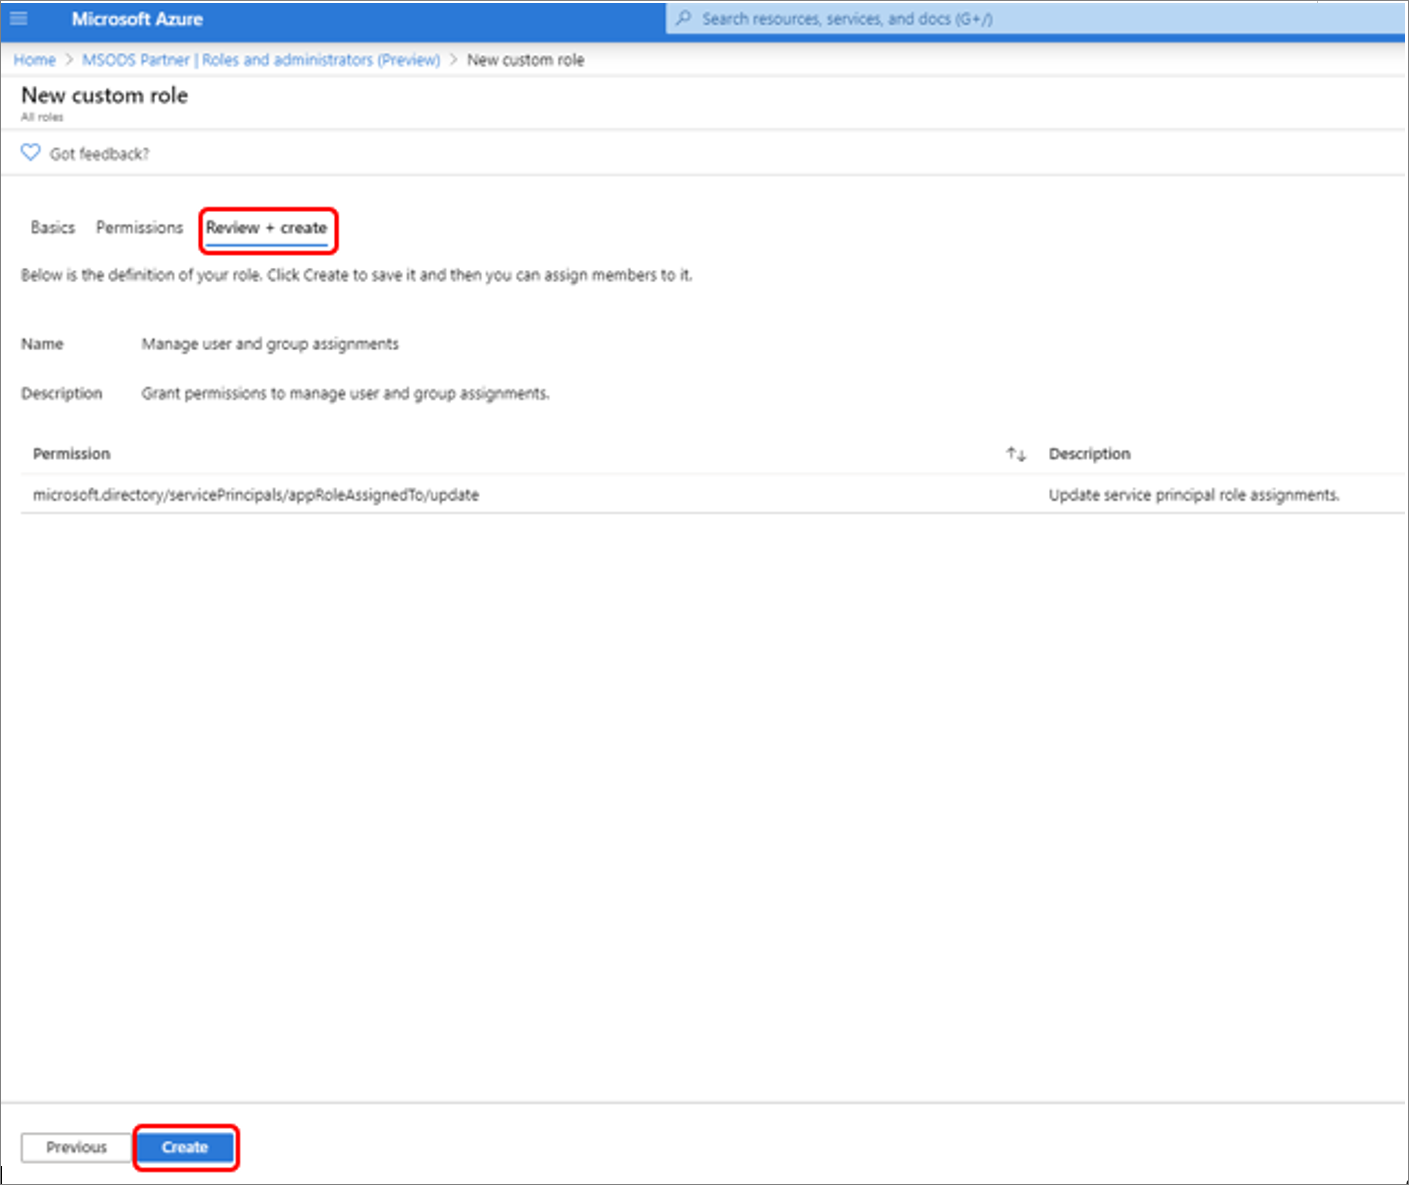 Microsoft Azure
Search resources, services, and docs (G+/)
Home > MSODS Partner | Roles and administrators (Preview) > New custom role
New custom role
All roles
Got feedback?
Basics Permissions Review + create
Below is the definition of your role. Click Create to save it and then you can assign members to it.
Name Manage user and group assignments
Description Grant permissions to manage user and group assignments.
Permission ↑↓ Description
microsoft.directory/servicePrincipals/appRoleAssignedTo/update Update service principal role assignments.
Previous Create